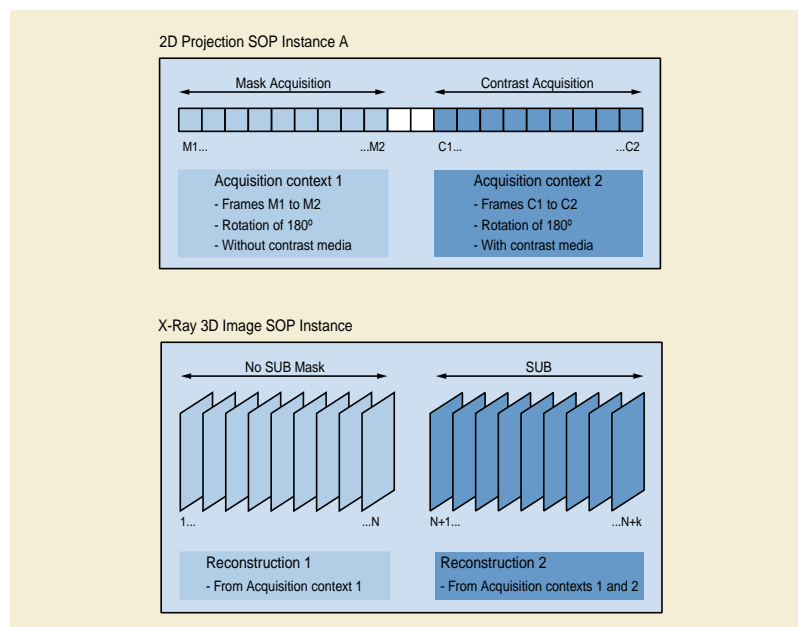 2D Projection SOP Instance A
Mask Acquisition
Contrast Acquisition
M1...
...M2
C1...
...C2
Acquisition context 1
- Frames M1 to M2
- Rotation of 180º
- Without contrast media
Acquisition context 2
- Frames C1 to C2
- Rotation of 180º
- With contrast media
X-Ray 3D Image SOP Instance
No SUB Mask
SUB
1...
...N
N+1...
...N+k
Reconstruction 1
- From Acquisition context 1
Reconstruction 2
- From Acquisition contexts 1 and 2